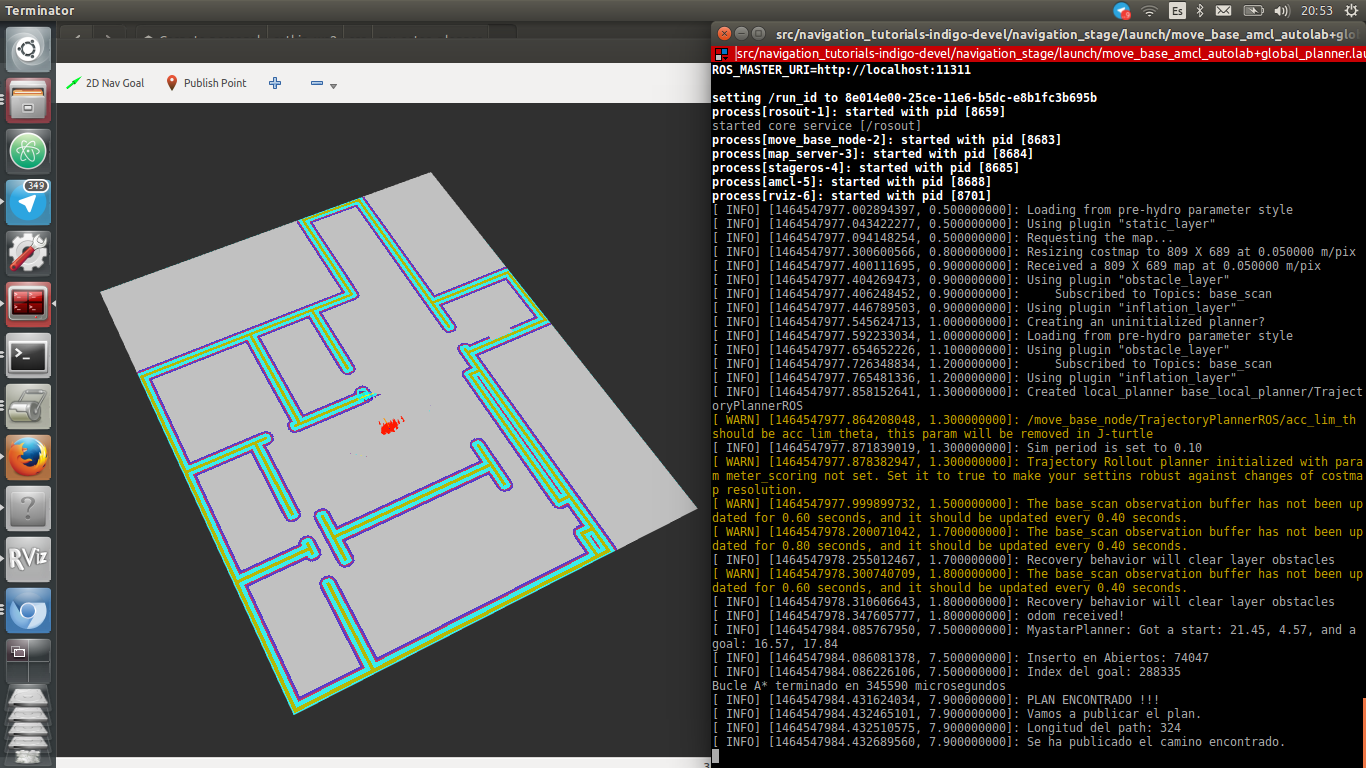 Terminator
Es
20:53
src/navigation_tutorials-indigo-devel/navigation_stage/launch/move_base_amcl_autolab+glo
|src/navigation_tutorials-indigo-devel/navigation_stage/launch/move_base_amcl_autolab+global_planner.lau
2D Nav Goal
Publish Point
349
RViz
ROS_MASTER_URI=http://localhost:11311
setting /run_id to 8e014e00-25ce-11e6-b5dc-e8b1fc3b695b
process[rosout-1]: started with pid [8659]
started core service [/rosout]
process[move_base_node-2]: started with pid [8683]
process[map_server-3]: started with pid [8684]
process[stageros-4]: started with pid [8685]
process[amcl-5]: started with pid [8688]
process[rviz-6]: started with pid [8701]
[ INFO] [1464547977.002894397, 0.500000000]: Loading from pre-hydro parameter style
[ INFO] [1464547977.043422277, 0.500000000]: Using plugin "static_layer"
[ INFO] [1464547977.094148254, 0.500000000]: Requesting the map...
[ INFO] [1464547977.300600566, 0.800000000]: Resizing costmap to 809 X 689 at 0.050000 m/pix
[ INFO] [1464547977.400111695, 0.900000000]: Received a 809 X 689 map at 0.050000 m/pix
[ INFO] [1464547977.404269473, 0.900000000]: Using plugin "obstacle_layer"
[ INFO] [1464547977.406248452, 0.900000000]:     Subscribed to Topics: base_scan
[ INFO] [1464547977.446789503, 0.900000000]: Using plugin "inflation_layer"
[ INFO] [1464547977.545624713, 1.000000000]: Creating an uninitialized planner?
[ INFO] [1464547977.592233034, 1.000000000]: Loading from pre-hydro parameter style
[ INFO] [1464547977.654652226, 1.100000000]: Using plugin "obstacle_layer"
[ INFO] [1464547977.726348834, 1.200000000]:     Subscribed to Topics: base_scan
[ INFO] [1464547977.765481336, 1.200000000]: Using plugin "inflation_layer"
[ INFO] [1464547977.858152641, 1.300000000]: Created local_planner base_local_planner/Traject
oryPlannerROS
[ WARN] [1464547977.864208048, 1.300000000]: /move_base_node/TrajectoryPlannerROS/acc_lim_th
should be acc_lim_theta, this param will be removed in J-turtle
[ INFO] [1464547977.871839019, 1.300000000]: Sim period is set to 0.10
[ WARN] [1464547977.878382947, 1.300000000]: Trajectory Rollout planner initialized with para
m meter_scoring not set. Set it to true to make your settins robust against changes of costma
p resolution.
[ WARN] [1464547977.999899732, 1.500000000]: The base_scan observation buffer has not been up
dated for 0.60 seconds, and it should be updated every 0.40 seconds.
[ WARN] [1464547978.200071042, 1.700000000]: The base_scan observation buffer has not been up
dated for 0.80 seconds, and it should be updated every 0.40 seconds.
[ INFO] [1464547978.255012467, 1.700000000]: Recovery behavior will clear layer obstacles
[ WARN] [1464547978.300740709, 1.800000000]: The base_scan observation buffer has not been up
dated for 0.60 seconds, and it should be updated every 0.40 seconds.
[ INFO] [1464547978.310606643, 1.800000000]: Recovery behavior will clear layer obstacles
[ INFO] [1464547978.347605777, 1.800000000]: odom received!
[ INFO] [1464547984.085767950, 7.500000000]: MyastarPlanner: Got a start: 21.45, 4.57, and a
goal: 16.57, 17.84
[ INFO] [1464547984.086081378, 7.500000000]: Inserto en Abiertos: 74047
[ INFO] [1464547984.086226106, 7.500000000]: Index del goal: 288335
Bucle A* terminado en 345590 microsegundos
[ INFO] [1464547984.431624034, 7.900000000]: PLAN ENCONTRADO !!!
[ INFO] [1464547984.432465101, 7.900000000]: Vamos a publicar el plan.
[ INFO] [1464547984.432510575, 7.900000000]: Longitud del path: 324
[ INFO] [1464547984.432689560, 7.900000000]: Se ha publicado el camino encontrado.